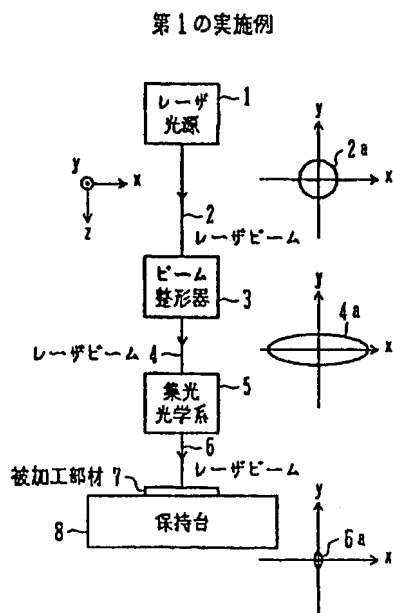 第1の実施例
レーザ
光源
1
y
x
z
y
2a
x
2
レーザビーム
ビーム
整形器
3
y
4a
x
レーザビーム 4
集光
光学系
5
6
レーザビーム
被加工部材 7
8
保持台
y
6a
x